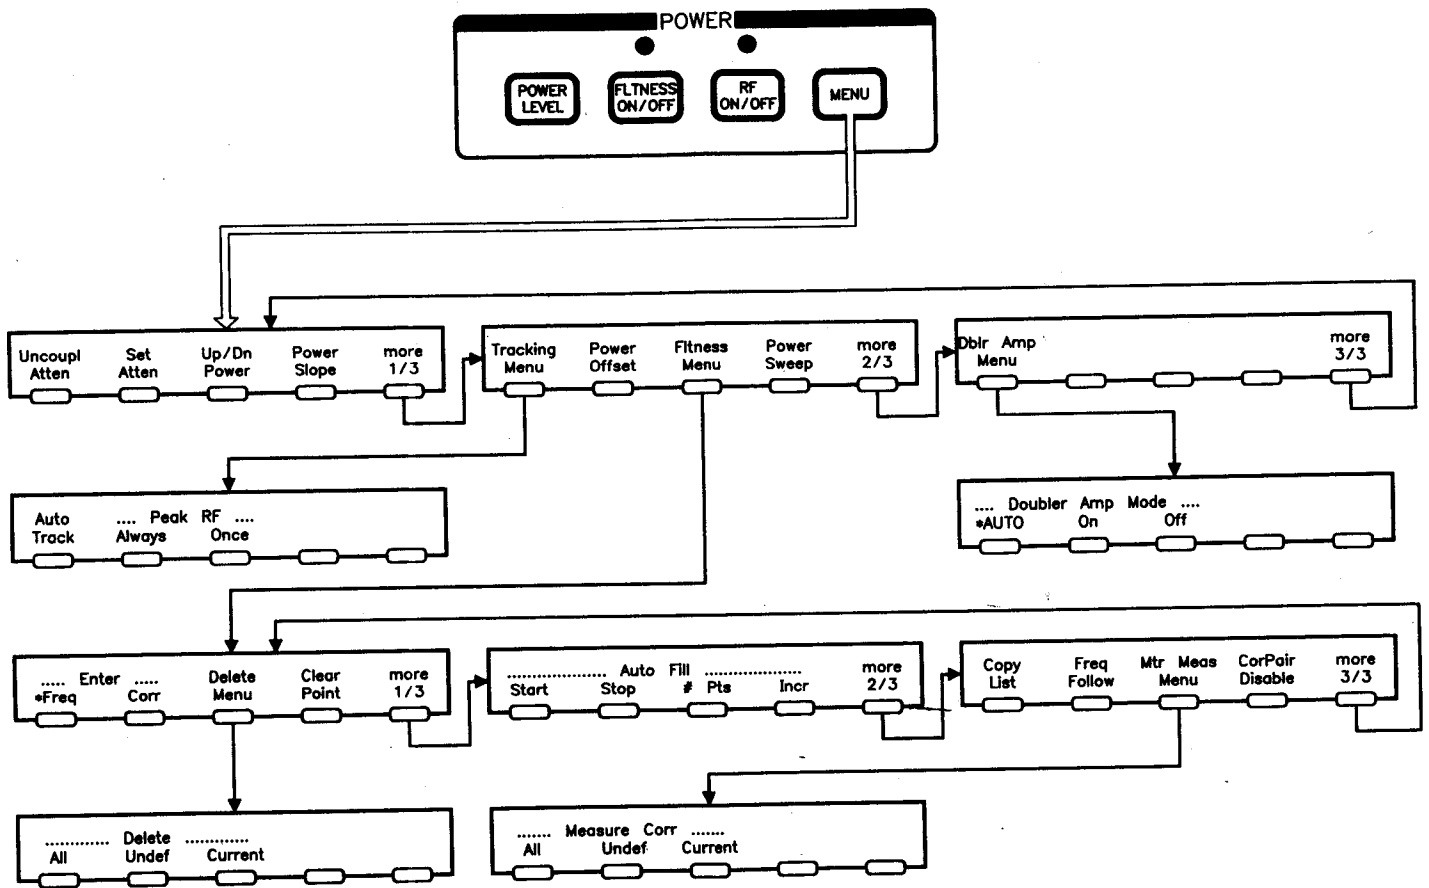 POWER
POWER LEVEL
FLTNESS ON/OFF
RF ON/OFF
MENU
Uncoupl Atten
Set Atten
Up/Dn Power
Power Slope
more 1/3
Tracking Menu
Power Offset
Fltness Menu
Power Sweep
more 2/3
Dblr Amp Menu
more 3/3
Auto Track
.... Peak RF ....
Always
Once
.... Doubler Amp Mode ....
*AUTO
On
Off
..... Enter .....
*Freq
Corr
Delete Menu
Clear Point
more 1/3
.................... Auto Fill ....................
Start
Stop
# Pts
Incr
more 2/3
Copy List
Freq Follow
Mtr Meas Menu
CorPair Disable
more 3/3
............. Delete .............
All
Undef
Current
....... Measure Corr .......
All
Undef
Current